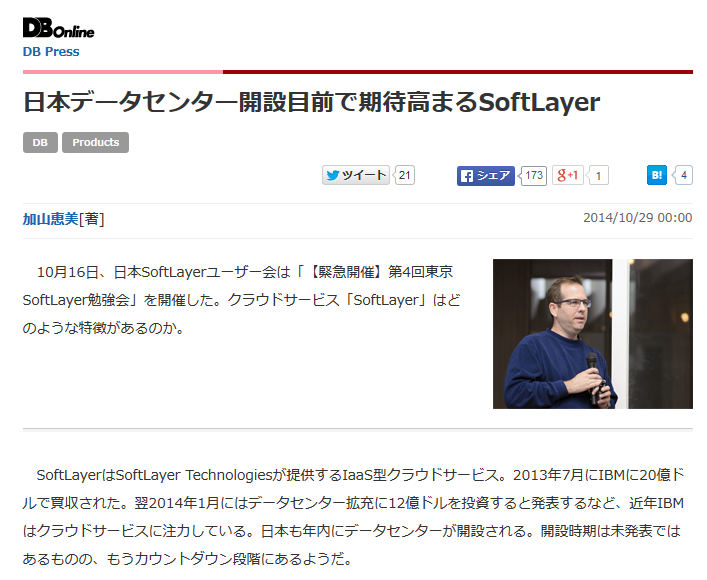 DB Online
DB Press
日本データセンター開設目前で期待高まるSoftLayer
DB Products
ツイート 21 シェア 173 g+1 1 B! 4
加山恵美[著] 2014/10/29 00:00
10月16日、日本SoftLayerユーザー会は「【緊急開催】第4回東京
SoftLayer勉強会」を開催した。クラウドサービス「SoftLayer」はど
のような特徴があるのか。
SoftLayerはSoftLayer Technologiesが提供するIaaS型クラウドサービス。2013年7月にIBMに20億ド
ルで買収された。翌2014年1月にはデータセンター拡充に12億ドルを投資すると発表するなど、近年IBM
はクラウドサービスに注力している。日本も年内にデータセンターが開設される。開設時期は未発表では
あるものの、もうカウントダウン段階にあるようだ。